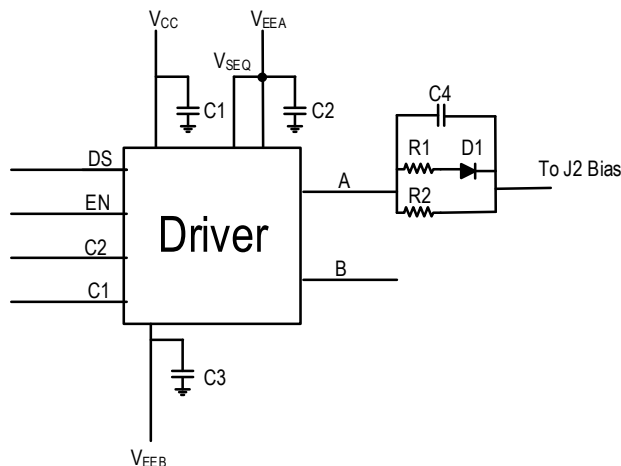 VCC
VEEA
VSEQ
C1
C2
C4
R1
D1
R2
To J2 Bias
DS
EN
C2
C1
Driver
A
B
C3
VEEB